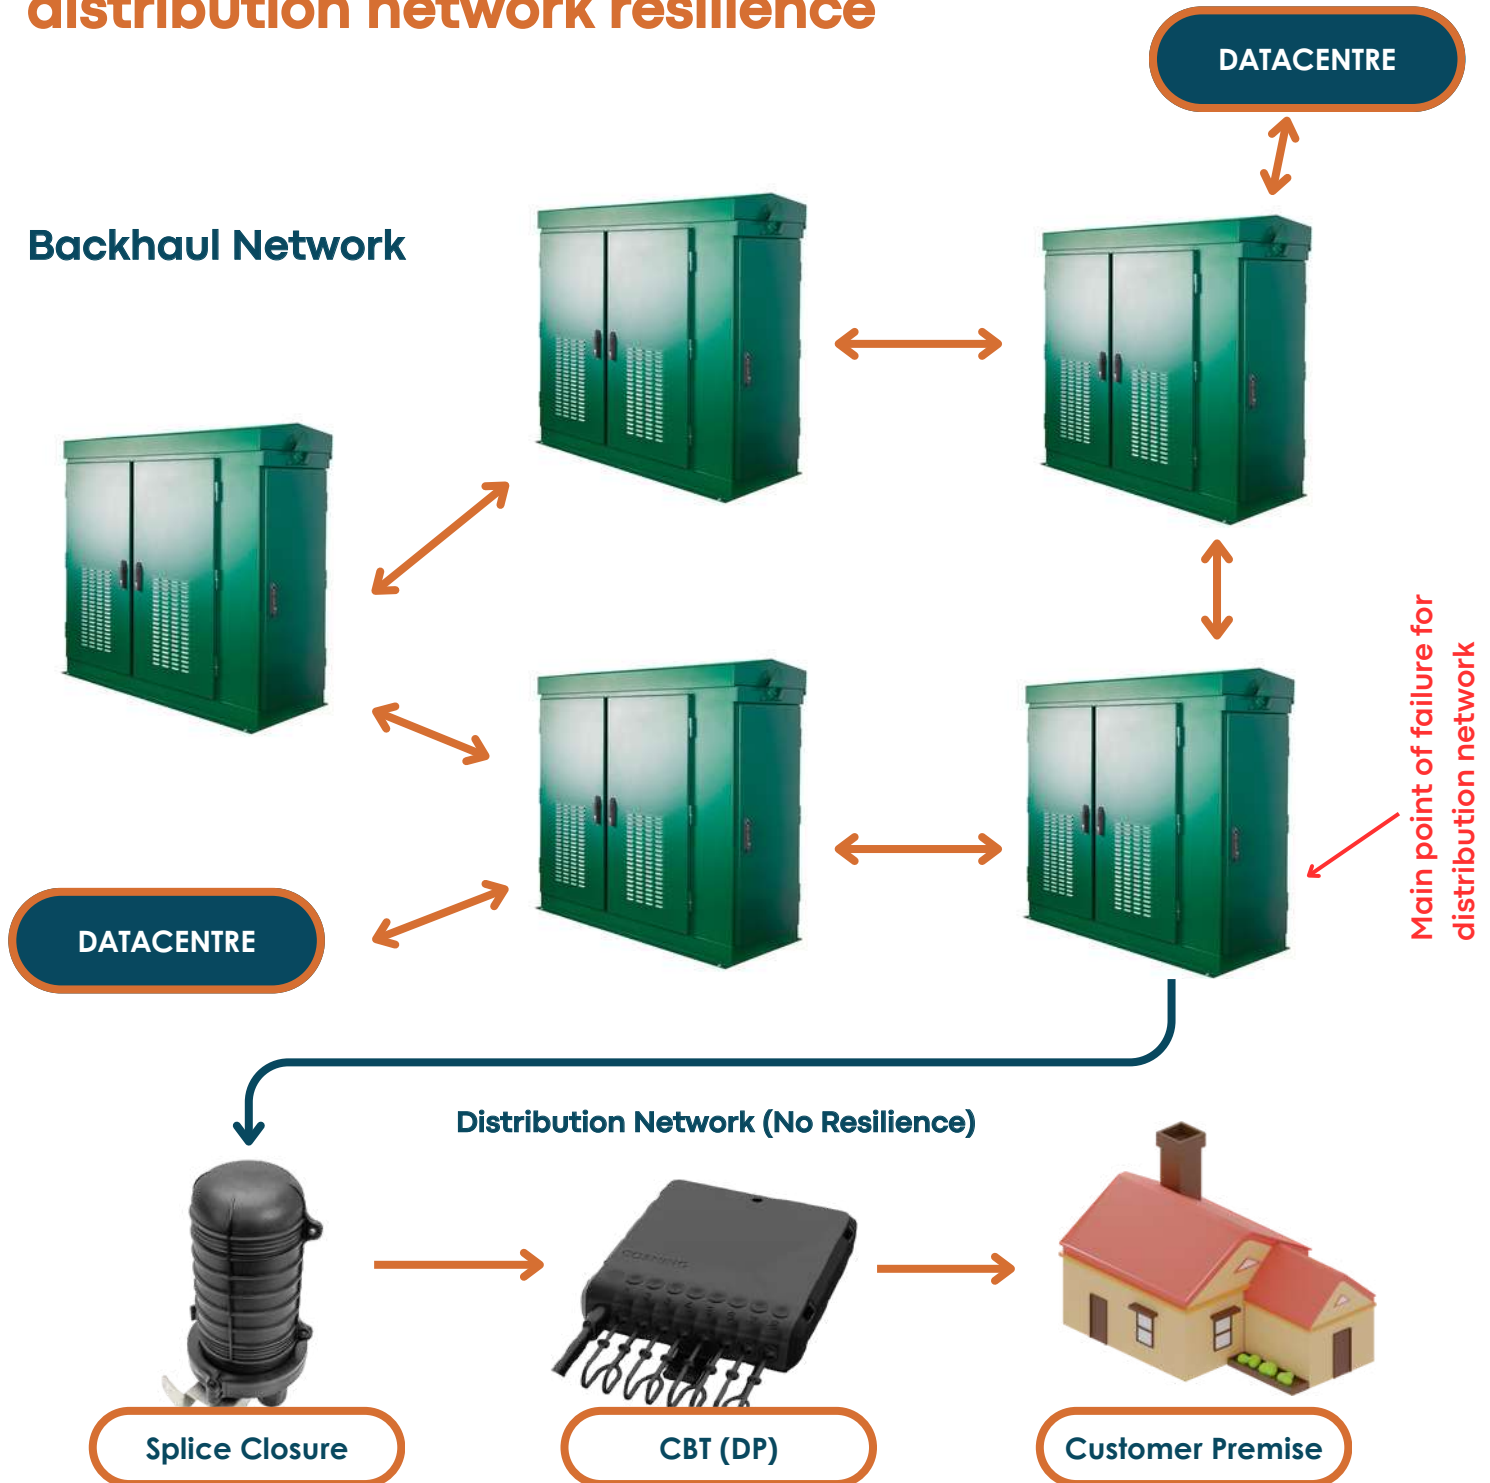 distribution network resilience
DATACENTRE
Backhaul Network
Main point of failure for
distribution network
DATACENTRE
Distribution Network (No Resilience)
CORNING
Splice Closure
CBT (DP)
Customer Premise